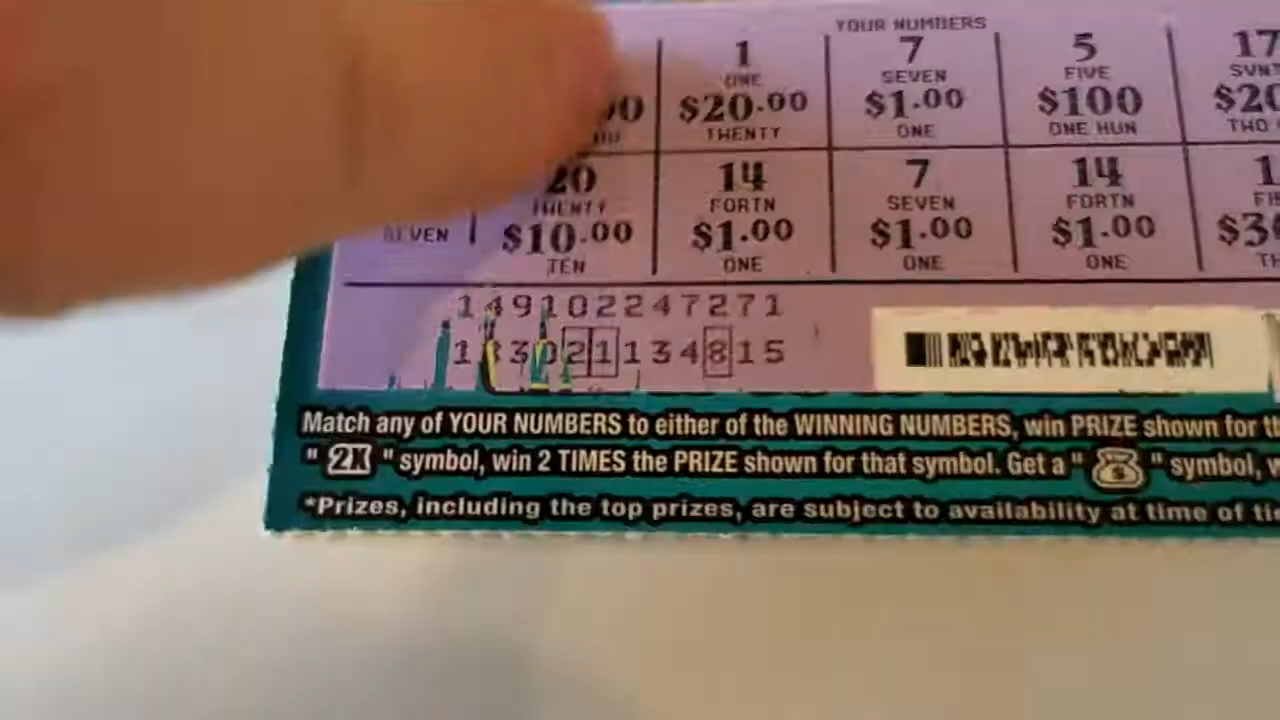 YOUR NUMBERS
1 7 5 17
ONE SEVEN FIVE
$20.00 $1.00 $100
TWENTY ONE ONE HUN TWO
20 14 7 14
TWENTY FORTN SEVEN FORTN
SEVEN $10.00 $1.00 $1.00 $1.00
TEN ONE ONE ONE
149102247271
Match any of YOUR NUMBERS to either of the WINNING NUMBERS, win PRIZE shown for
" 2X " symbol, win 2 TIMES the PRIZE shown for that symbol. Get a " $ " symbol,
*Prizes, including the top prizes, are subject to availability at time of